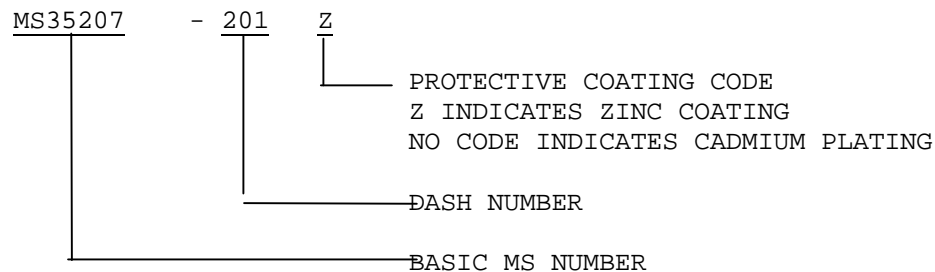 MS35207 - 201 Z
PROTECTIVE COATING CODE
Z INDICATES ZINC COATING
NO CODE INDICATES CADMIUM PLATING
DASH NUMBER
BASIC MS NUMBER